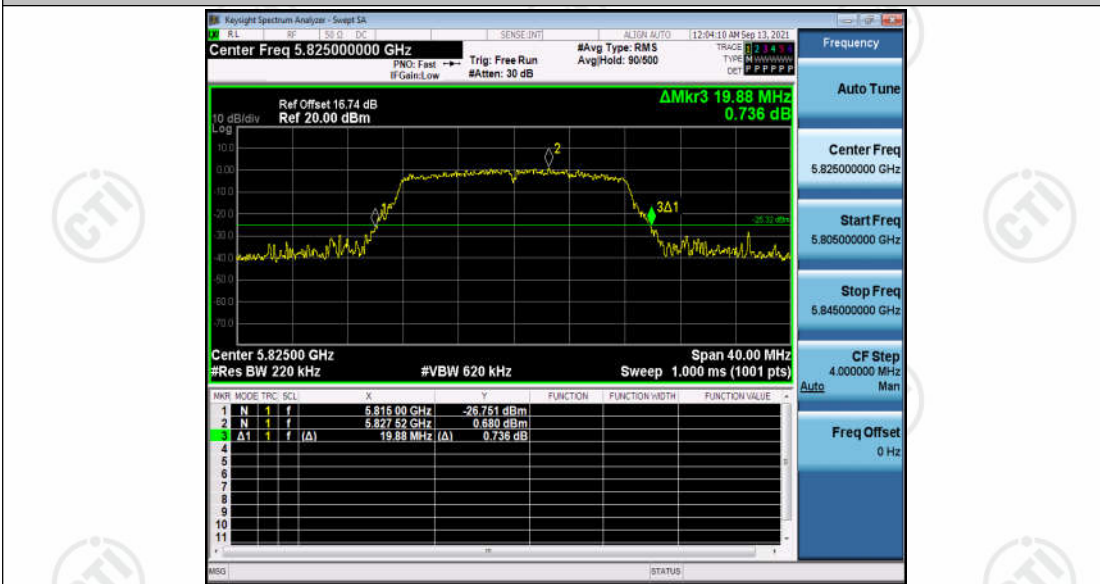 Keysight Spectrum Analyzer - Swept SA
RL RF 50 Ω DC SENSE:INT ALIGN AUTO 12:04:10 AM Sep 13, 2021
Center Freq 5.825000000 GHz
PNO: Fast
IFGain:Low
Trig: Free Run
#Atten: 30 dB
#Avg Type: RMS
Avg|Hold: 90/500
TRACE 1 2 3 4 5 6
TYPE M W W W W W
DET P P P P P P
Ref Offset 16.74 dB
10 dB/div Ref 20.00 dBm
Log
ΔMkr3 19.88 MHz
0.736 dB
10.0
0.00
-10.0
-20.0
-30.0
-40.0
-50.0
-60.0
-70.0
1
2
3Δ1
Center 5.82500 GHz Span 40.00 MHz
#Res BW 220 kHz #VBW 620 kHz Sweep 1.000 ms (1001 pts)
MKR MODE TRC SCL X Y FUNCTION FUNCTION WIDTH FUNCTION VALUE
1 N 1 f 5.815 00 GHz -26.751 dBm
2 N 1 f 5.827 52 GHz 0.680 dBm
3 Δ1 1 f (Δ) 19.88 MHz (Δ) 0.736 dB
4
5
6
7
8
9
10
11
MSG STATUS
Frequency
Auto Tune
Center Freq
5.825000000 GHz
Start Freq
5.805000000 GHz
Stop Freq
5.845000000 GHz
CF Step
4.000000 MHz
Auto Man
Freq Offset
0 Hz
CTI
CTI
CTI
CTI